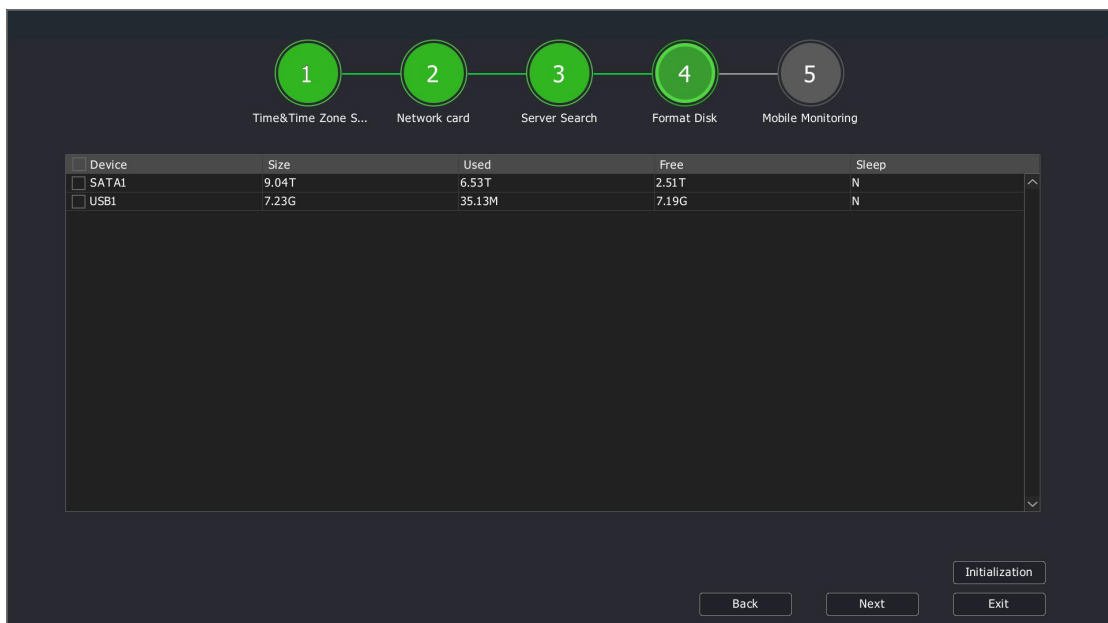 1 2 3 4 5
Time&Time Zone S... Network card Server Search Format Disk Mobile Monitoring
Device Size Used Free Sleep
SATA1 9.04T 6.53T 2.51T N
USB1 7.23G 35.13M 7.19G N
Initialization
Back Next Exit